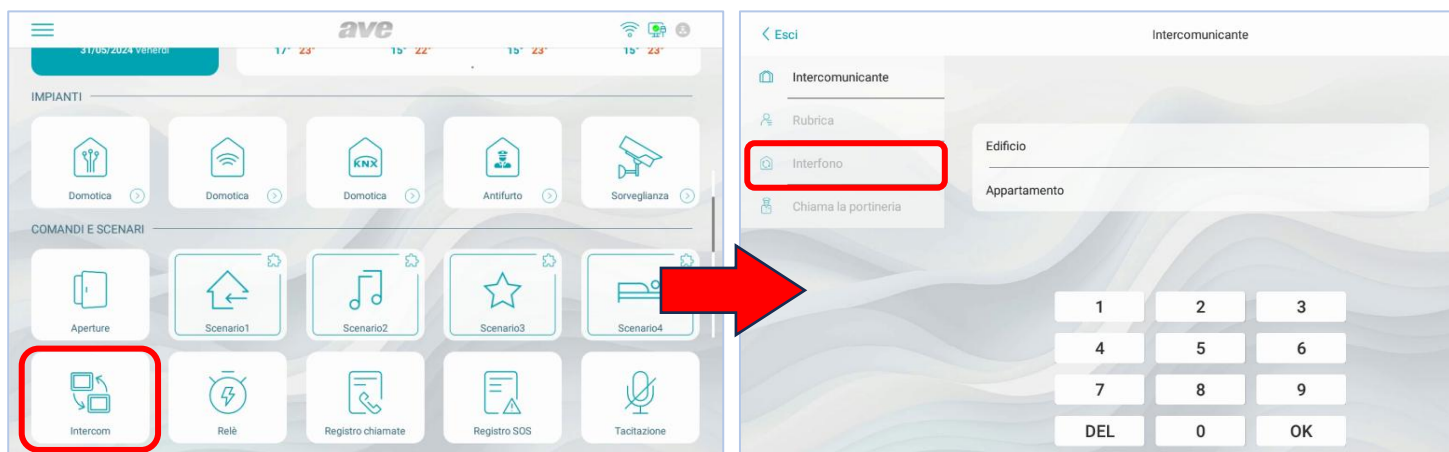 ave
31/05/2024 Venerdì
17° 23° 15° 22° 15° 23° 15° 23°
IMPIANTI
KNX
Domotica Domotica Domotica Antifurto Sorveglianza
COMANDI E SCENARI
Aperture Scenario1 Scenario2 Scenario3 Scenario4
Intercom Relè Registro chiamate Registro SOS Tacitazione
Esci
Intercomunicante
Intercomunicante
Rubrica
Interfono
Chiama la portineria
Edificio
Appartamento
1 2 3
4 5 6
7 8 9
DEL 0 OK